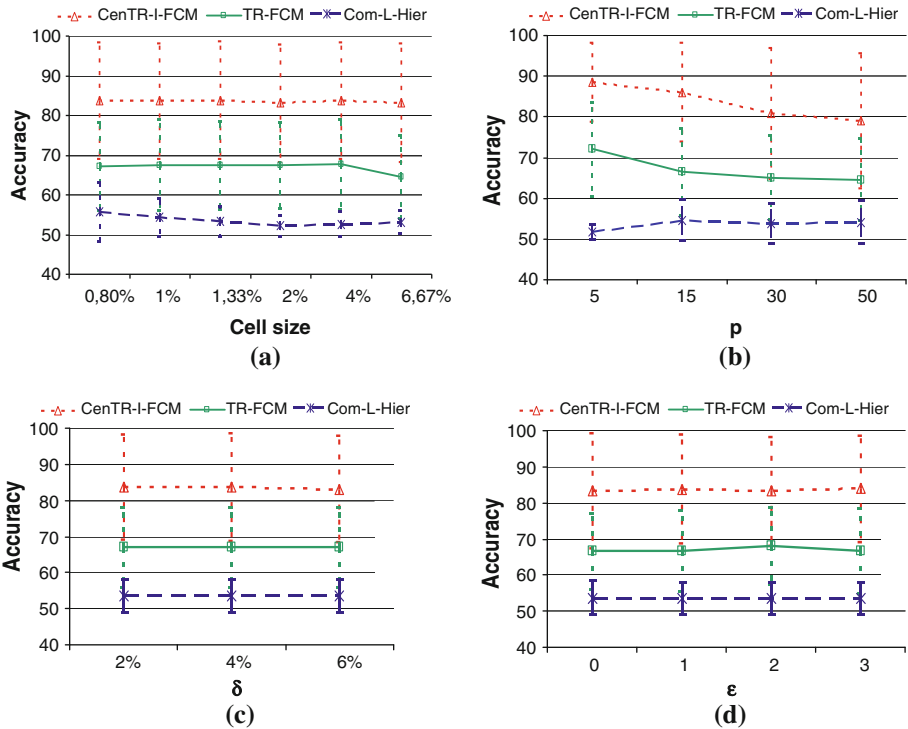 CenTR-I-FCM TR-FCM Com-L-Hier
100
90
80
70
60
50
40
Accuracy
0,80% 1% 1,33% 2% 4% 6,67%
Cell size
(a)
CenTR-I-FCM TR-FCM Com-L-Hier
100
90
80
70
60
50
40
Accuracy
5 15 30 50
p
(b)
CenTR-I-FCM TR-FCM Com-L-Hier
100
90
80
70
60
50
40
Accuracy
2% 4% 6%
δ
(c)
CenTR-I-FCM TR-FCM Com-L-Hier
100
90
80
70
60
50
40
Accuracy
0 1 2 3
ε
(d)